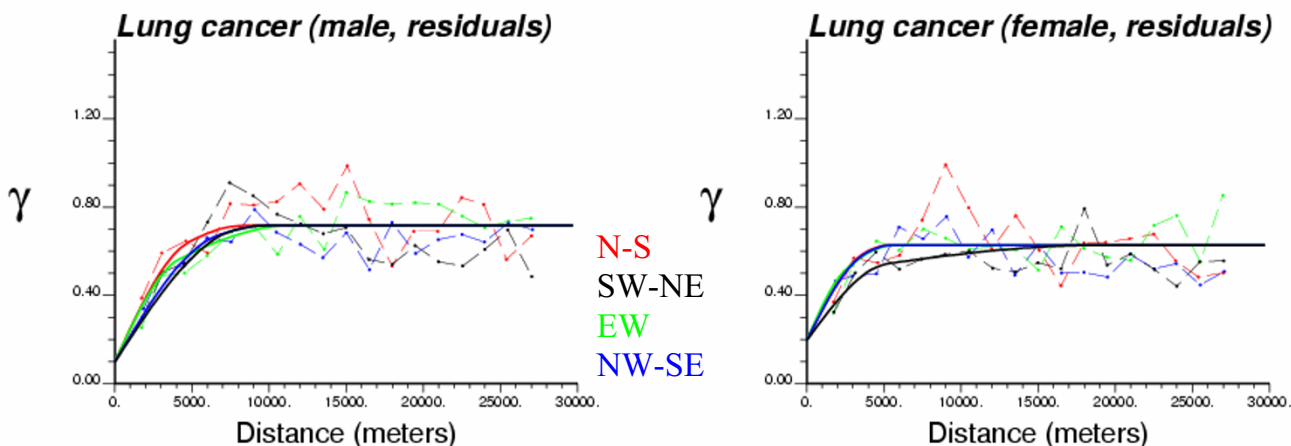 Lung cancer (male, residuals)
γ
1.20
0.80
0.40
0.00
0.
5000.
10000.
15000.
20000.
25000.
30000.
Distance (meters)
N-S
SW-NE
EW
NW-SE
Lung cancer (female, residuals)
γ
1.20
0.80
0.40
0.00
0.
5000.
10000.
15000.
20000.
25000.
30000.
Distance (meters)